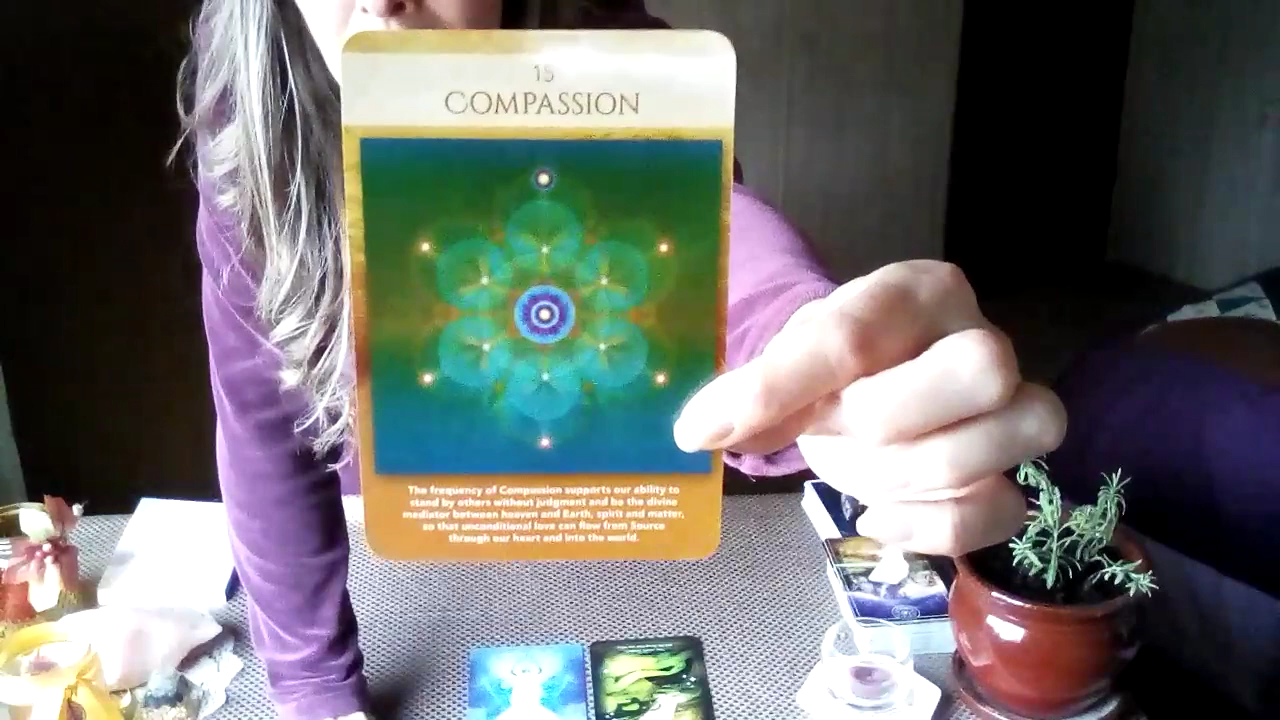 15
COMPASSION
The frequency of Compassion supports our ability to
stand by others without judgment and be the divine
mediator between heaven and Earth, spirit and matter,
so that unconditional love can flow from Source
through our heart and into the world.